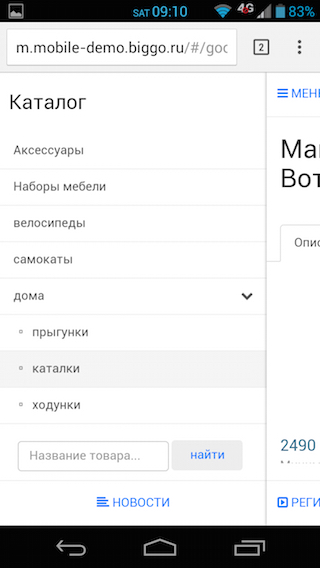 SAT 09:10 4G 83%
m.mobile-demo.biggo.ru/#/goo 2
Каталог
Аксессуары
Наборы мебели
велосипеды
самокаты
дома
прыгунки
каталки
ходунки
Название товара... найти
НОВОСТИ
МЕНЮ
Ма
Вот
Опис
2490
РЕГИ